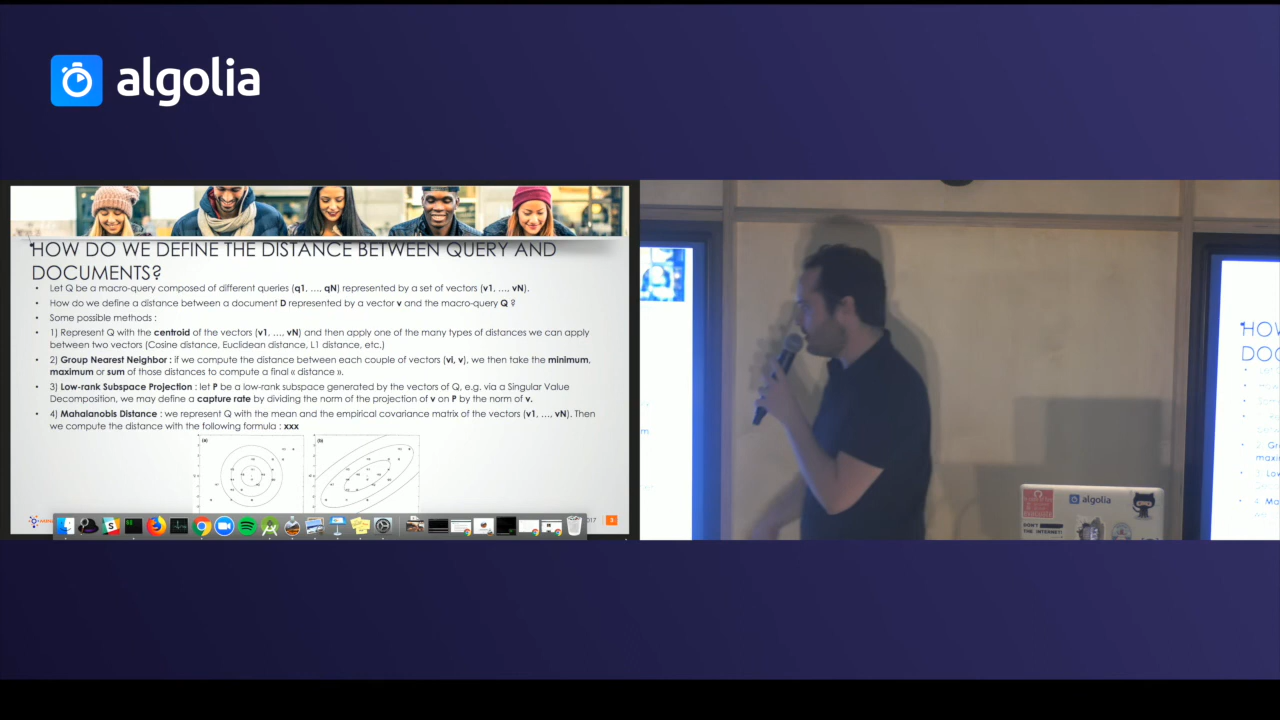 algolia
HOW DO WE DEFINE THE DISTANCE BETWEEN QUERY AND
DOCUMENTS?
• Let Q be a macro-query composed of different queries (q1, …, qN) represented by a set of vectors (v1, …, vN).
• How do we define a distance between a document D represented by a vector v and the macro-query Q ?
• Some possible methods :
• 1) Represent Q with the centroid of the vectors (v1, …, vN) and then apply one of the many types of distances we can apply
between two vectors (Cosine distance, Euclidean distance, L1 distance, etc.)
• 2) Group Nearest Neighbor : if we compute the distance between each couple of vectors (vi, v), we then take the minimum,
maximum or sum of those distances to compute a final « distance ».
• 3) Low-rank Subspace Projection : let P be a low-rank subspace generated by the vectors of Q, e.g. via a Singular Value
Decomposition, we may define a capture rate by dividing the norm of the projection of v on P by the norm of v.
• 4) Mahalanobis Distance : we represent Q with the mean and the empirical covariance matrix of the vectors (v1, …, vN). Then
we compute the distance with the following formula : xxx
(a)
(b)
017
HOW
DOC
algolia
DON'T
THE INTERNET!